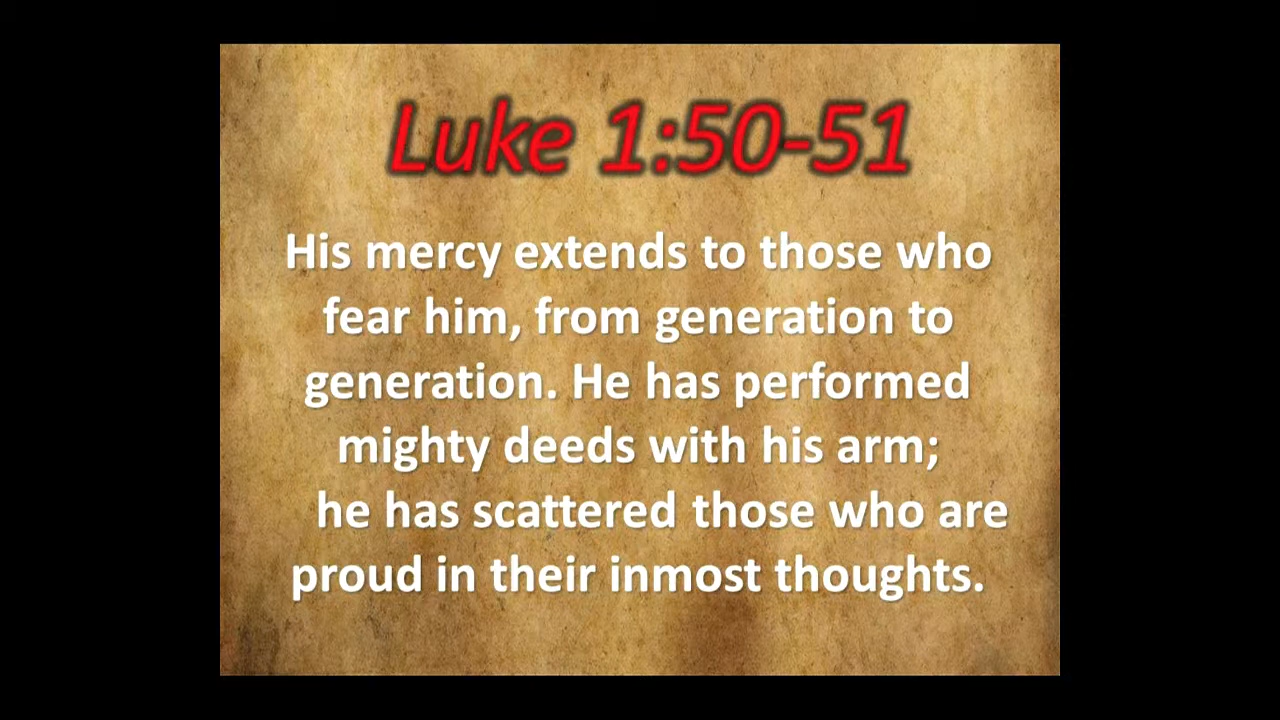 Luke 1:50-51
His mercy extends to those who
fear him, from generation to
generation. He has performed
mighty deeds with his arm;
he has scattered those who are
proud in their inmost thoughts.